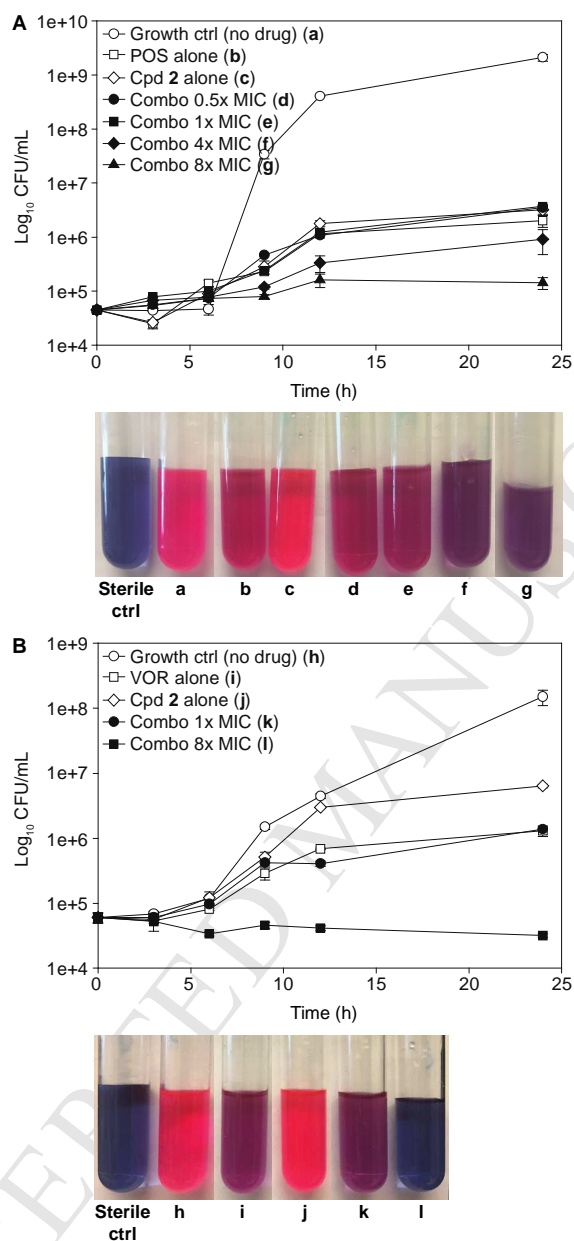 A
Growth ctrl (no drug) (a)
POS alone (b)
Cpd 2 alone (c)
Combo 0.5x MIC (d)
Combo 1x MIC (e)
Combo 4x MIC (f)
Combo 8x MIC (g)
1e+10
1e+9
1e+8
1e+7
1e+6
1e+5
1e+4
Log10 CFU/mL
0 5 10 15 20 25
Time (h)
Sterile ctrl a b c d e f g
B
Growth ctrl (no drug) (h)
VOR alone (i)
Cpd 2 alone (j)
Combo 1x MIC (k)
Combo 8x MIC (l)
1e+9
1e+8
1e+7
1e+6
1e+5
1e+4
Log10 CFU/mL
0 5 10 15 20 25
Time (h)
Sterile ctrl h i j k l
EPTED MANUSC